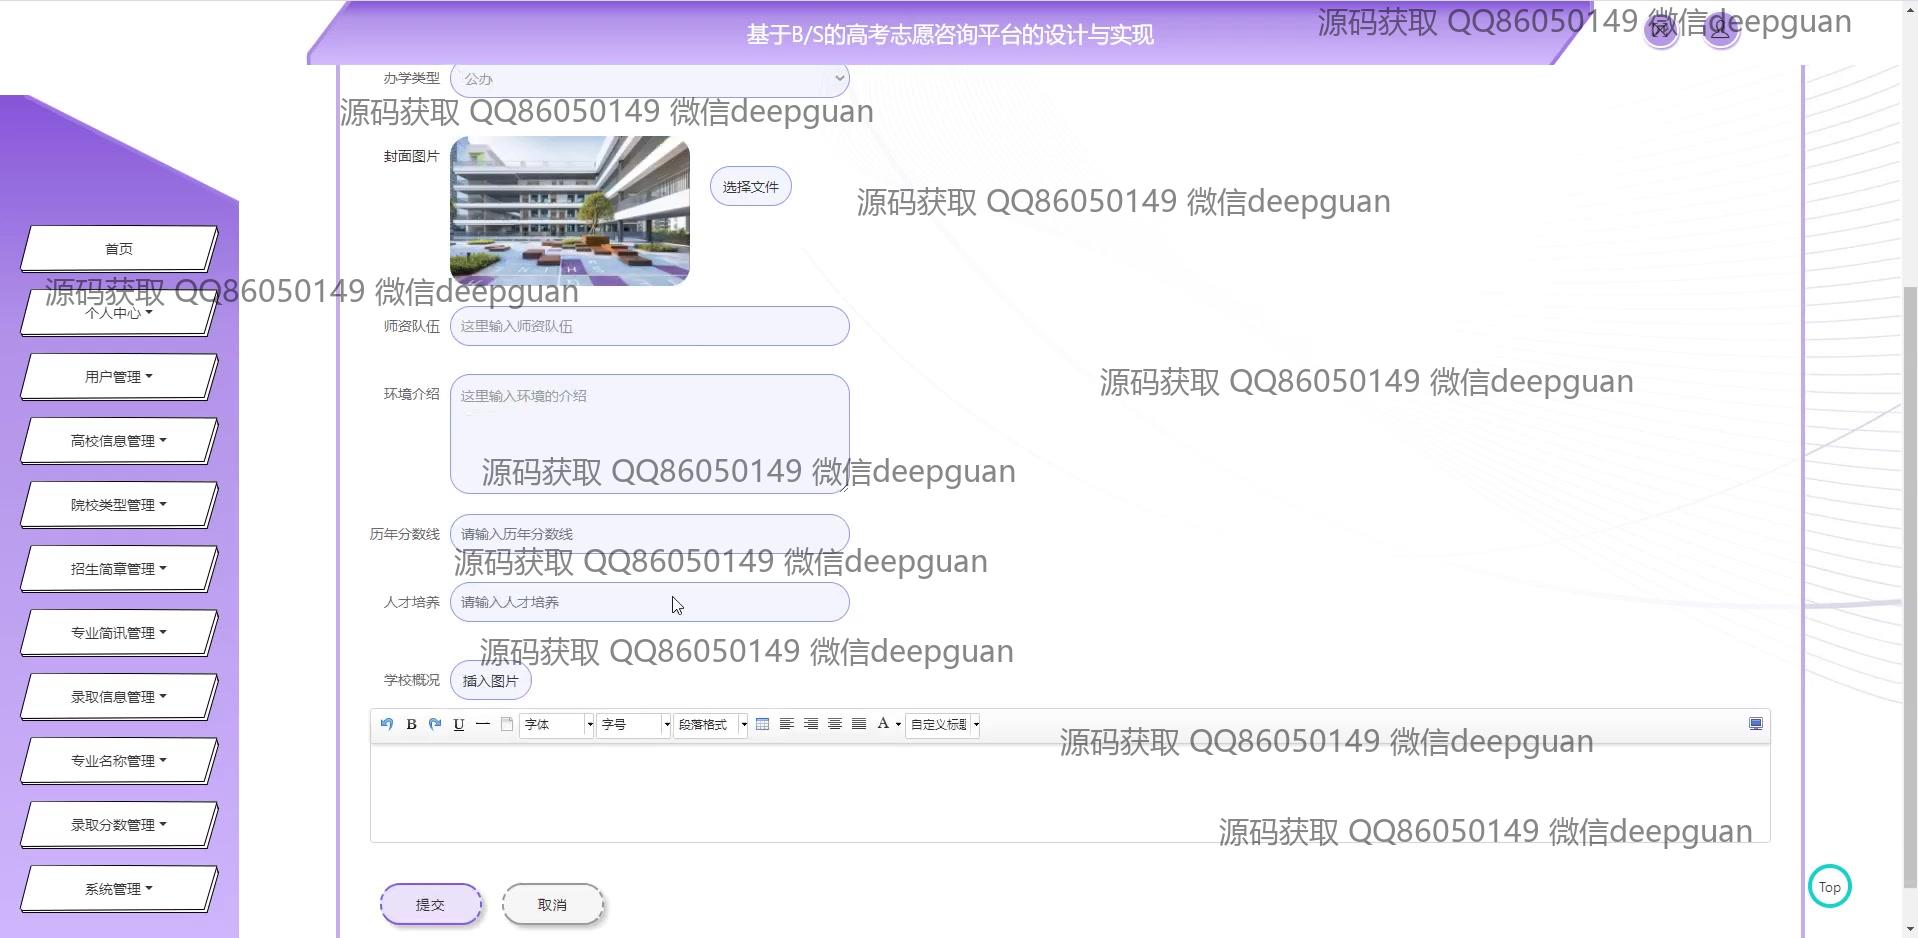 基于B/S的高考志愿咨询平台的设计与实现
源码获取 QQ86050149 微信deepguan
办学类型
公办
源码获取 QQ86050149 微信deepguan
封面图片
选择文件
源码获取 QQ86050149 微信deepguan
首页
源码获取 QQ86050149 微信deepguan
个人中心
师资队伍
这里输入师资队伍
用户管理
源码获取 QQ86050149 微信deepguan
环境介绍
这里输入环境的介绍
高校信息管理
源码获取 QQ86050149 微信deepguan
院校类型管理
历年分数线
请输入历年分数线
源码获取 QQ86050149 微信deepguan
招生简章管理
人才培养
请输入人才培养
专业简讯管理
源码获取 QQ86050149 微信deepguan
学校概况
插入图片
录取信息管理
B U 字体 字号 段落格式 A 自定义标题
源码获取 QQ86050149 微信deepguan
专业名称管理
录取分数管理
源码获取 QQ86050149 微信deepguan
系统管理
提交
取消
Top